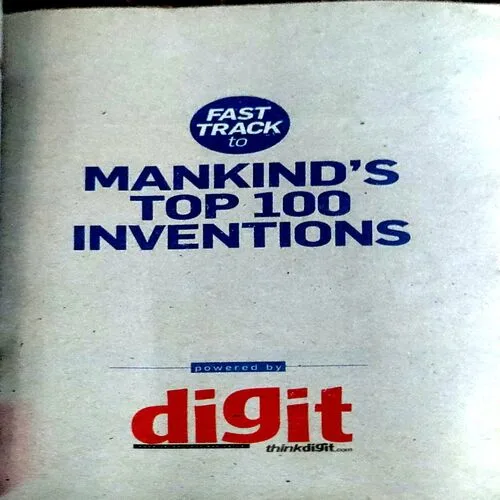 FAST
TRACK
to
MANKIND'S
TOP 100
INVENTIONS
powered by
digit
thinkdigit.com